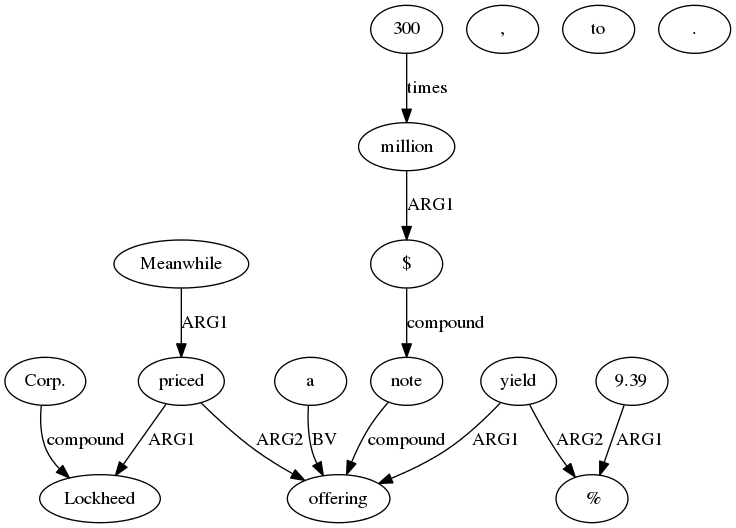 300 , to .
times
million
ARG1
Meanwhile $
ARG1 compound
Corp. priced a note yield 9.39
compound ARG1 ARG2 BV compound ARG1 ARG2 ARG1
Lockheed offering %